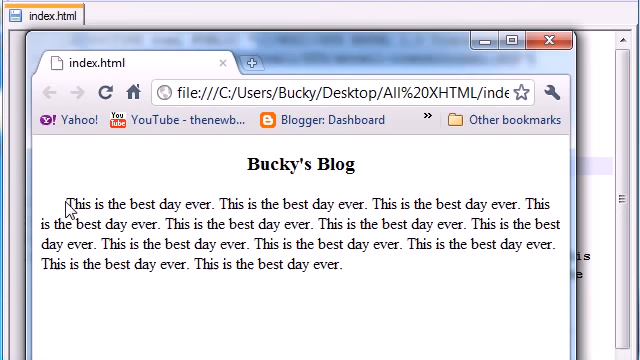 index.html
index.html
file:///C:/Users/Bucky/Desktop/All%20XHTML/inde
Yahoo! YouTube - thenewb... Blogger: Dashboard » Other bookmarks
Bucky's Blog
This is the best day ever. This is the best day ever. This is the best day ever. This
is the best day ever. This is the best day ever. This is the best day ever. This is the best
day ever. This is the best day ever. This is the best day ever. This is the best day ever.
This is the best day ever. This is the best day ever.